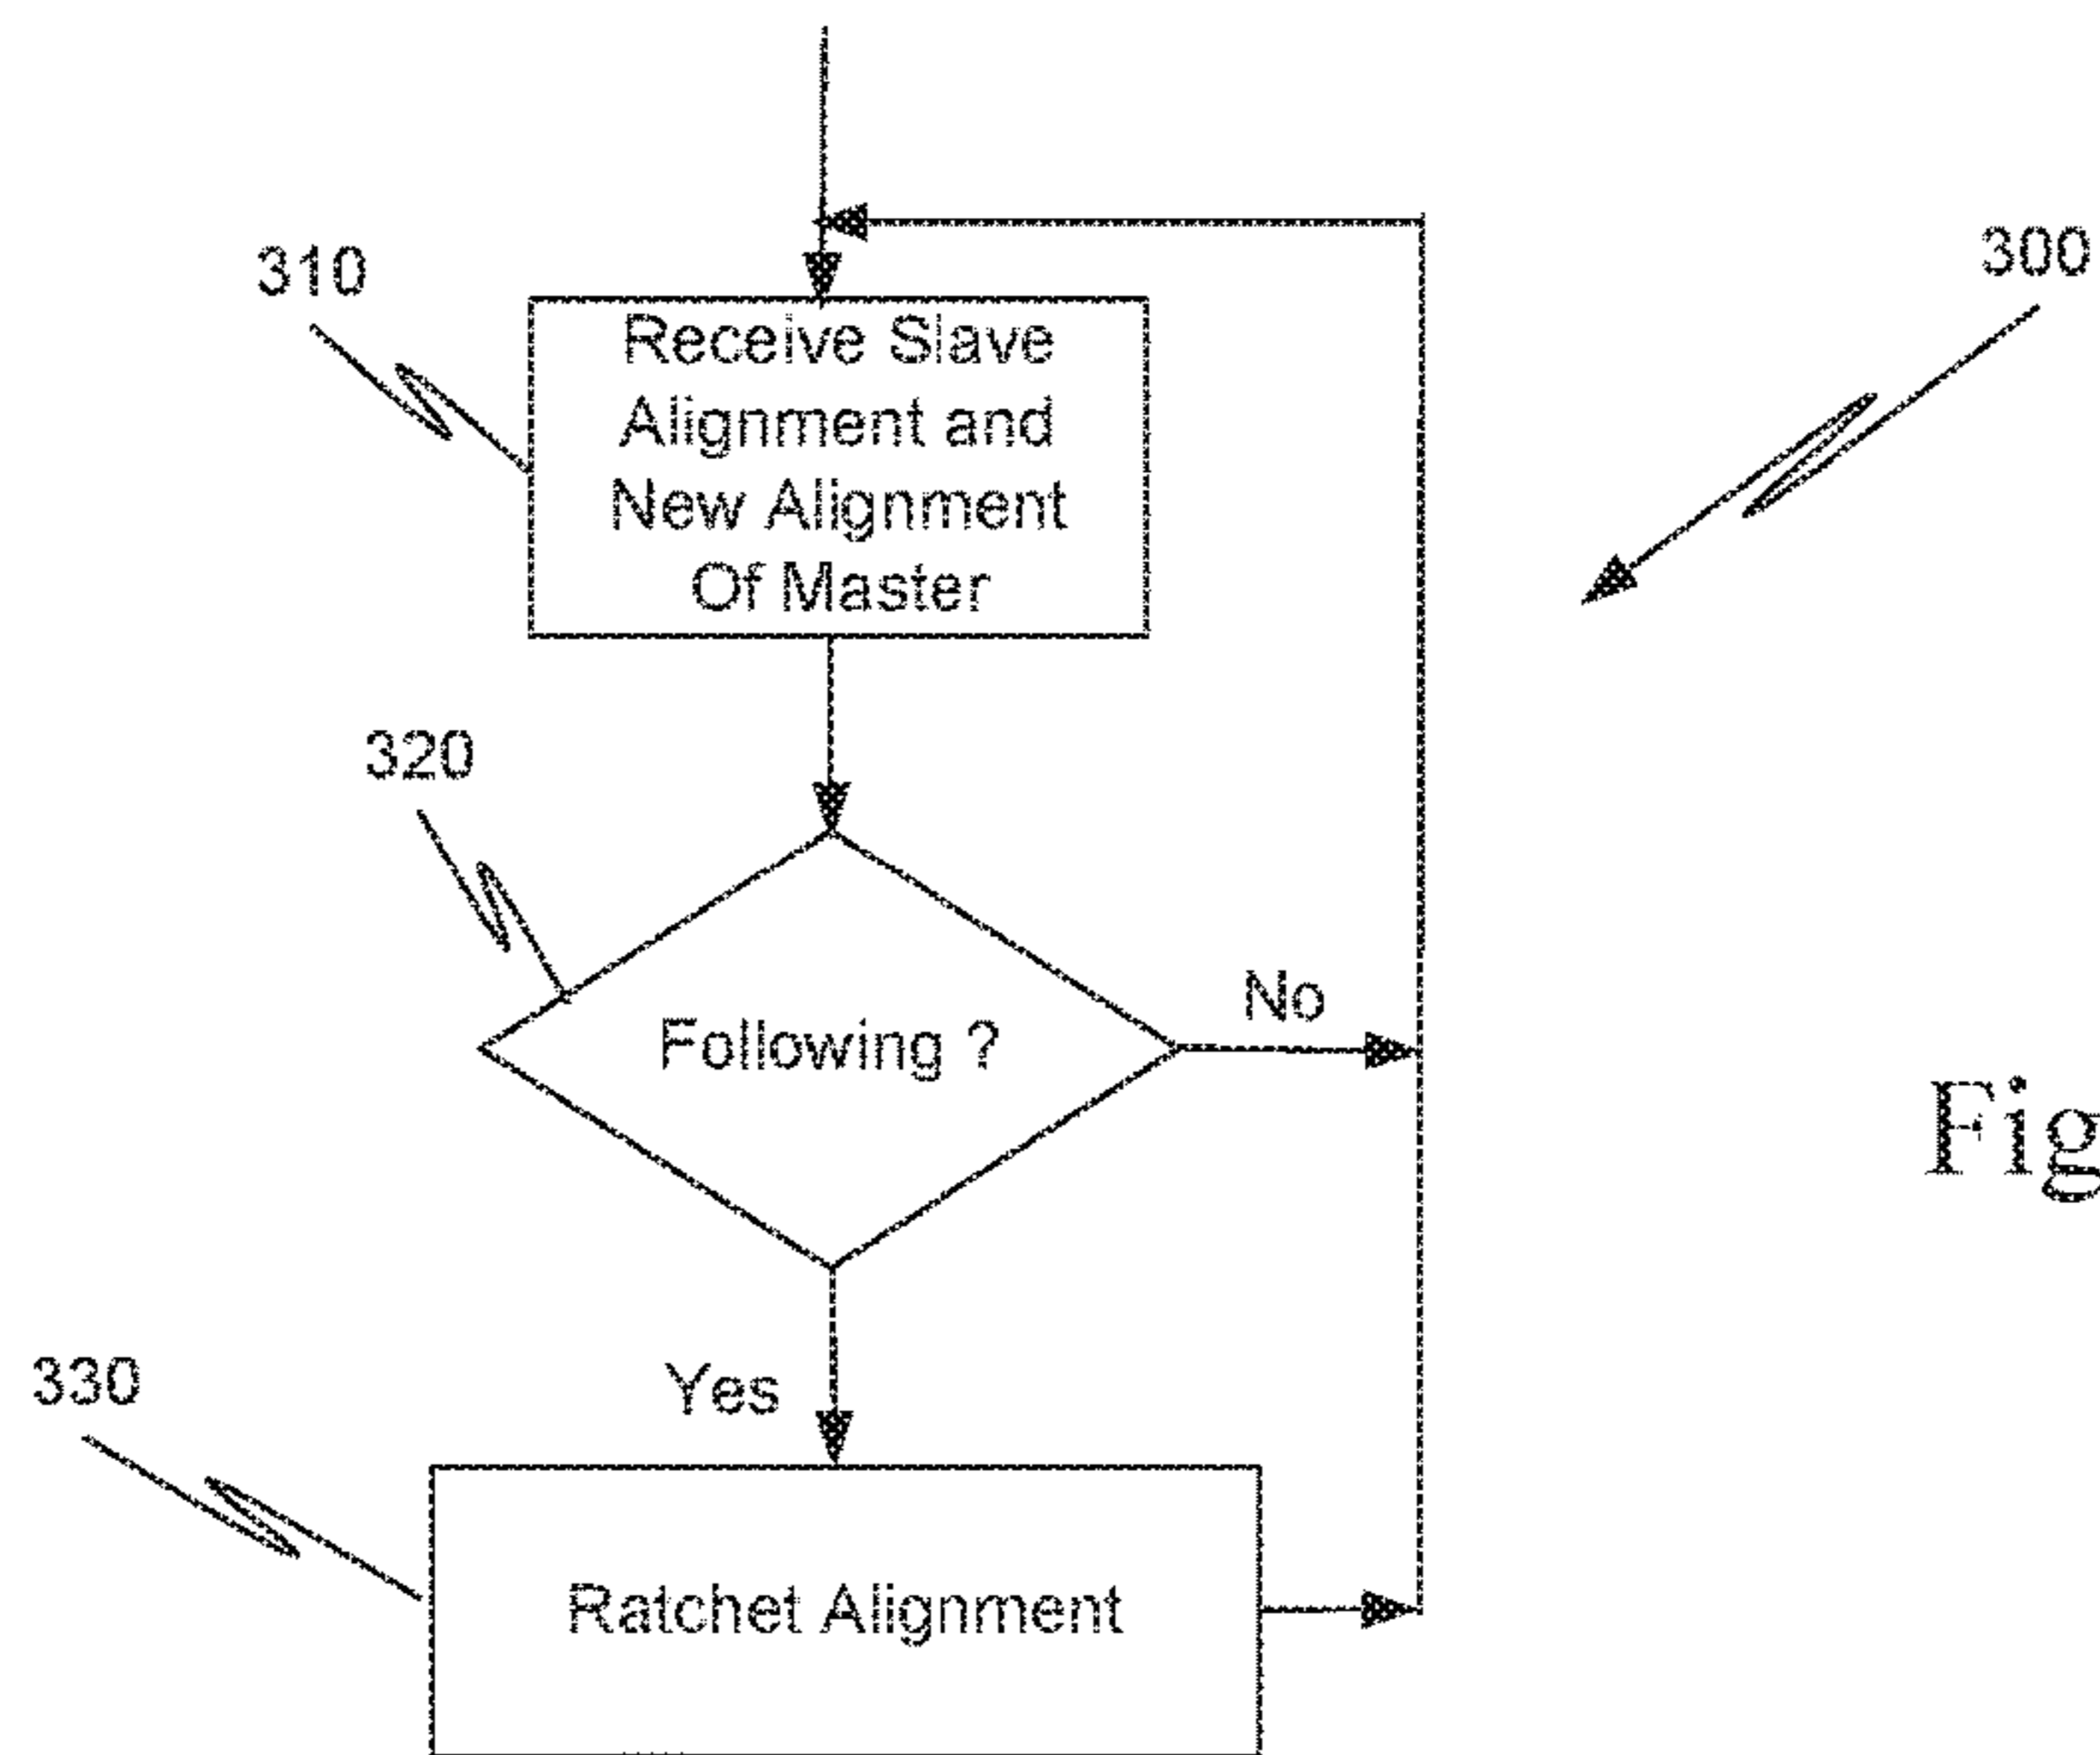 310
300
Receive Slave
Alignment and
New Alignment
Of Master
320
Following ?
No
Fig
Yes
330
Ratchet Alignment